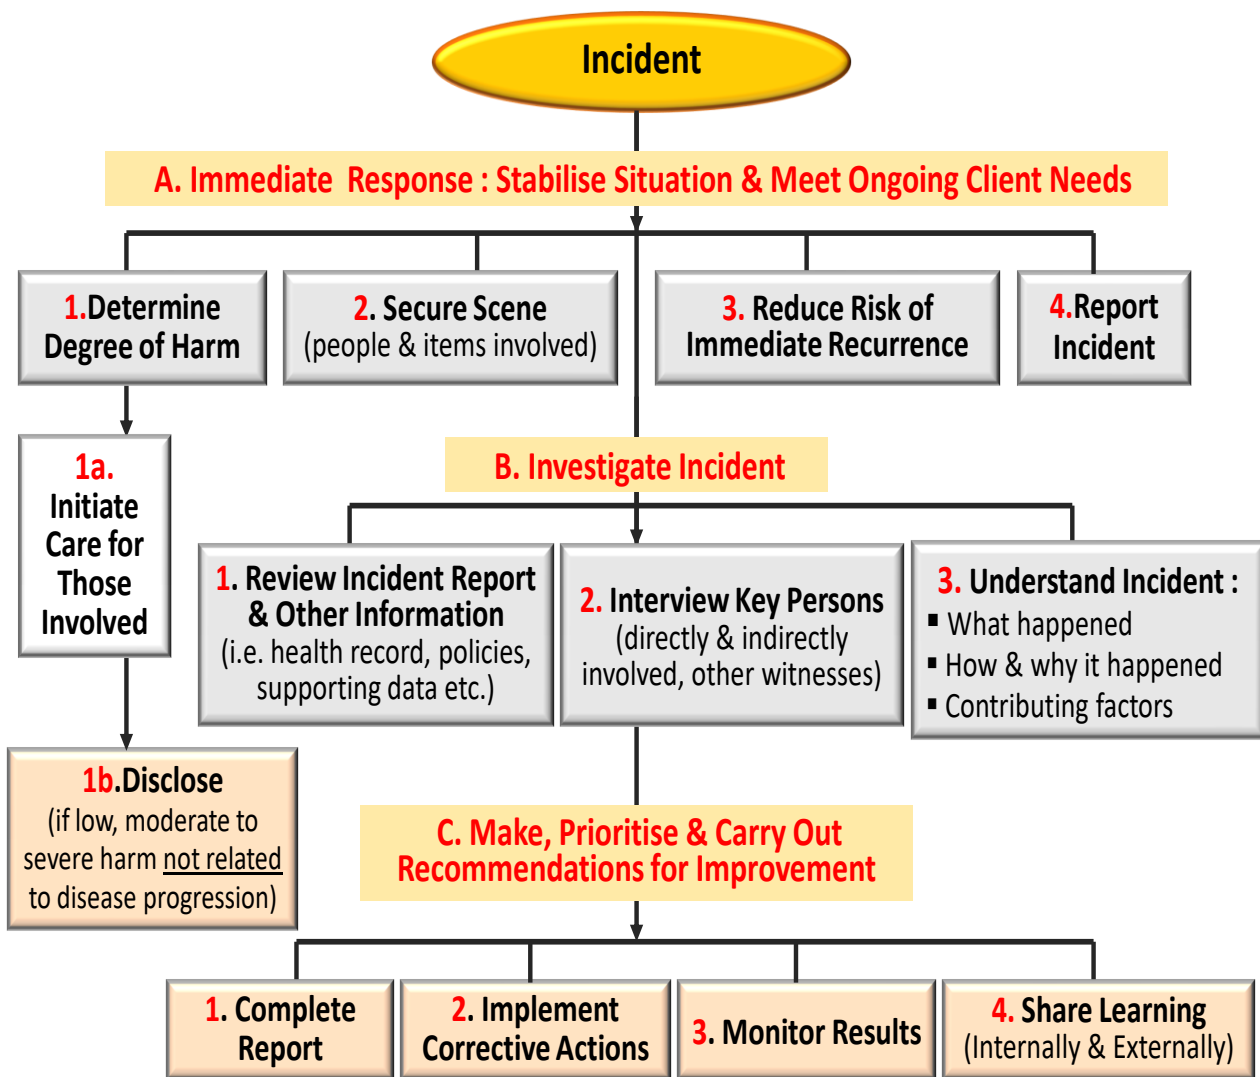 Incident
A. Immediate Response : Stabilise Situation & Meet Ongoing Client Needs
1.Determine
Degree of Harm
2. Secure Scene
(people & items involved)
3. Reduce Risk of
Immediate Recurrence
4.Report
Incident
1a.
Initiate
Care for
Those
Involved
1b.Disclose
(if low, moderate to
severe harm not related
to disease progression)
B. Investigate Incident
1. Review Incident Report
& Other Information
(i.e. health record, policies,
supporting data etc.)
2. Interview Key Persons
(directly & indirectly
involved, other witnesses)
3. Understand Incident :
▪ What happened
▪ How & why it happened
▪ Contributing factors
C. Make, Prioritise & Carry Out
Recommendations for Improvement
1. Complete
Report
2. Implement
Corrective Actions
3. Monitor Results
4. Share Learning
(Internally & Externally)